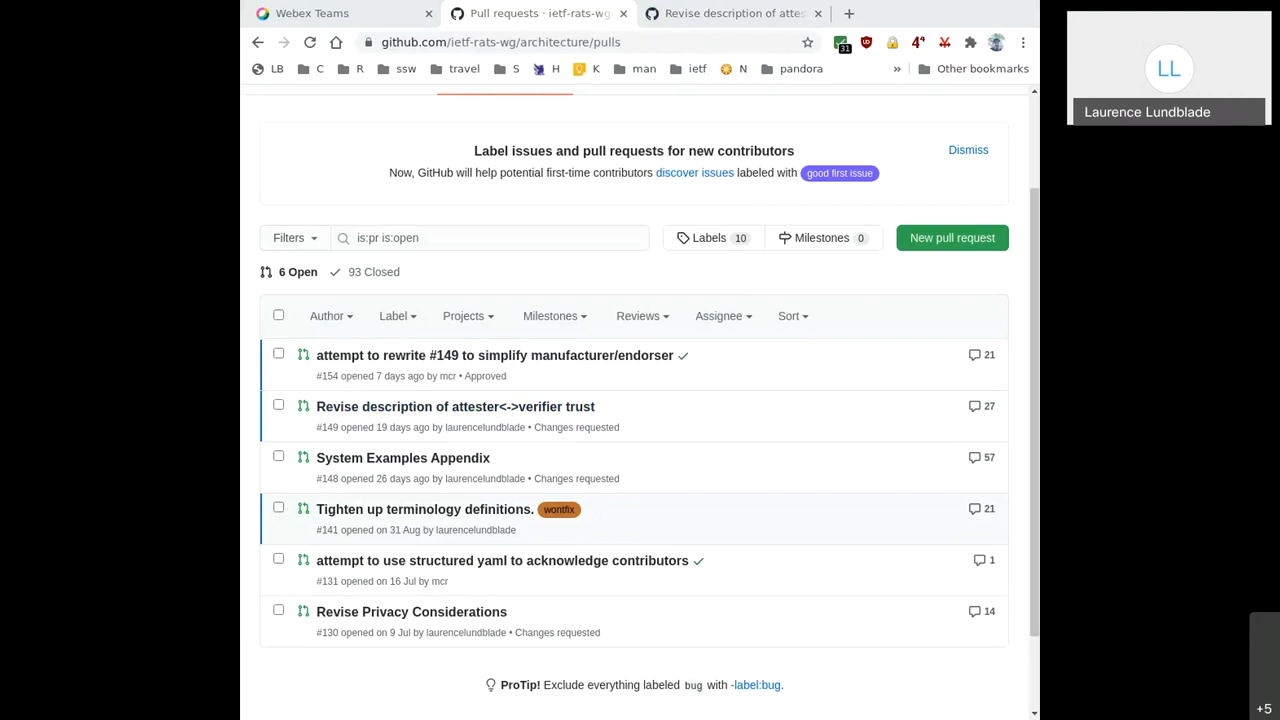 Webex Teams
Pull requests · ietf-rats-wg
Revise description of attes
github.com/ietf-rats-wg/architecture/pulls
31
4⁴
LB
C
R
ssw
travel
S
H
K
man
ietf
N
pandora
»
Other bookmarks
LL
Laurence Lundblade
Label issues and pull requests for new contributors
Dismiss
Now, GitHub will help potential first-time contributors discover issues labeled with good first issue
Filters
is:pr is:open
Labels 10
Milestones 0
New pull request
6 Open
93 Closed
Author
Label
Projects
Milestones
Reviews
Assignee
Sort
attempt to rewrite #149 to simplify manufacturer/endorser
21
#154 opened 7 days ago by mcr • Approved
Revise description of attester<->verifier trust
27
#149 opened 19 days ago by laurencelundblade • Changes requested
System Examples Appendix
57
#148 opened 26 days ago by laurencelundblade • Changes requested
Tighten up terminology definitions. wontfix
21
#141 opened on 31 Aug by laurencelundblade
attempt to use structured yaml to acknowledge contributors
1
#131 opened on 16 Jul by mcr
Revise Privacy Considerations
14
#130 opened on 9 Jul by laurencelundblade • Changes requested
ProTip! Exclude everything labeled bug with -label:bug.
+5